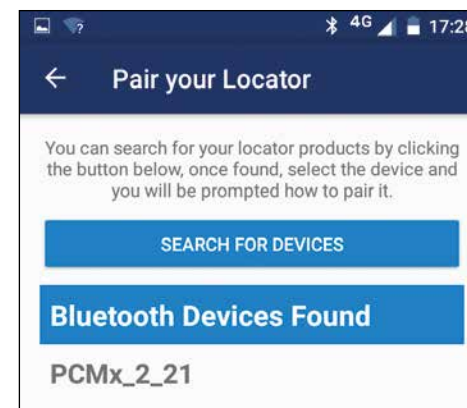 4G 17:28
Pair your Locator
You can search for your locator products by clicking
the button below, once found, select the device and
you will be prompted how to pair it.
SEARCH FOR DEVICES
Bluetooth Devices Found
PCMx_2_21